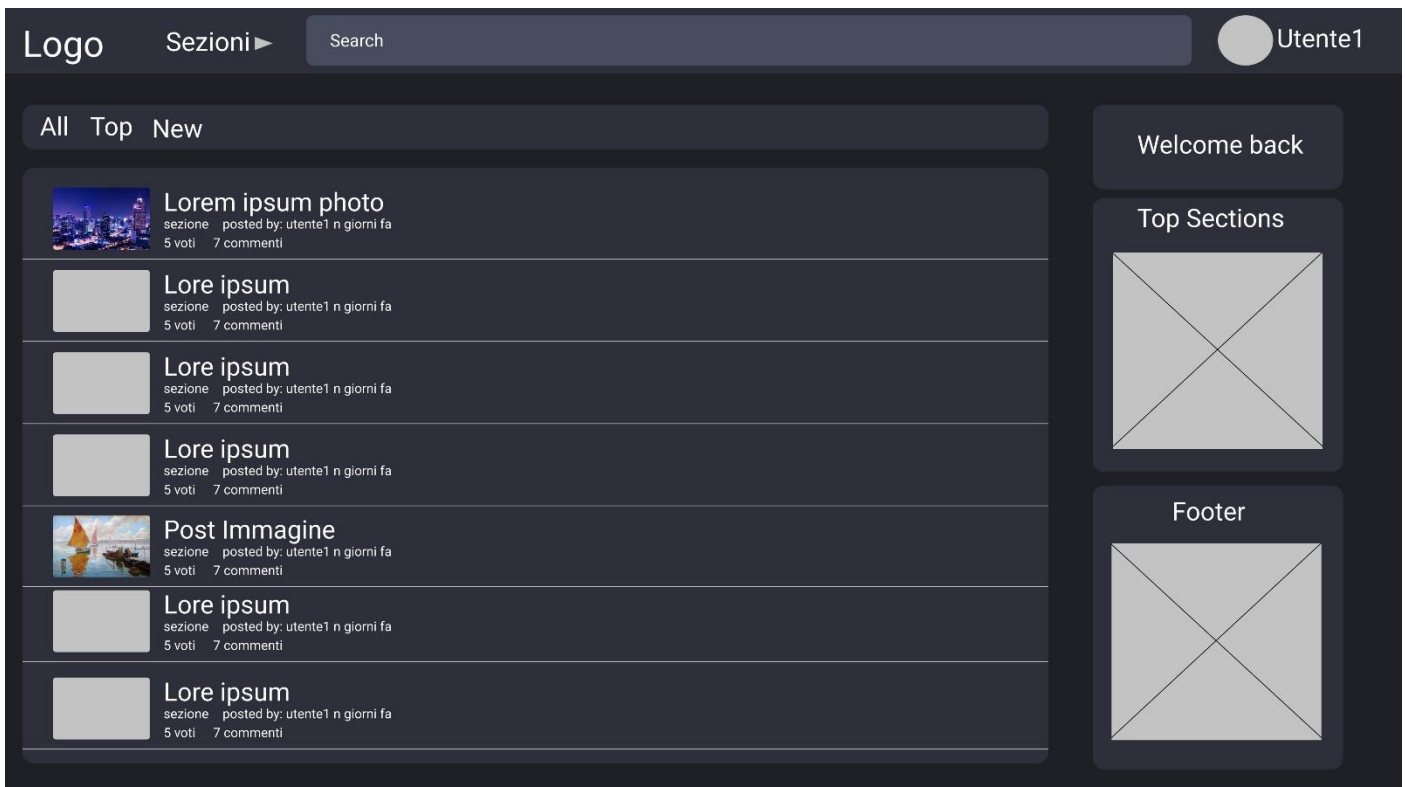 Logo
Sezioni
Search
Utente1
All Top New
Lorem ipsum photo
sezione posted by: utente1 n giorni fa
5 voti 7 commenti
Lore ipsum
sezione posted by: utente1 n giorni fa
5 voti 7 commenti
Lore ipsum
sezione posted by: utente1 n giorni fa
5 voti 7 commenti
Lore ipsum
sezione posted by: utente1 n giorni fa
5 voti 7 commenti
Post Immagine
sezione posted by: utente1 n giorni fa
5 voti 7 commenti
Lore ipsum
sezione posted by: utente1 n giorni fa
5 voti 7 commenti
Lore ipsum
sezione posted by: utente1 n giorni fa
5 voti 7 commenti
Welcome back
Top Sections
Footer